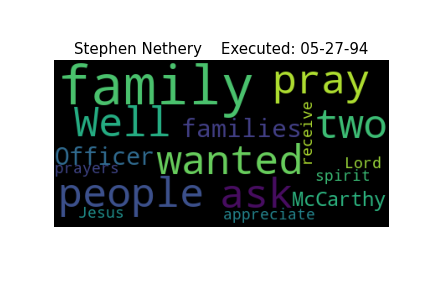 Stephen Nethery    Executed: 05-27-94
family pray
Well families receive two
Officer wanted Lord
prayers spirit
people ask McCarthy
Jesus appreciate